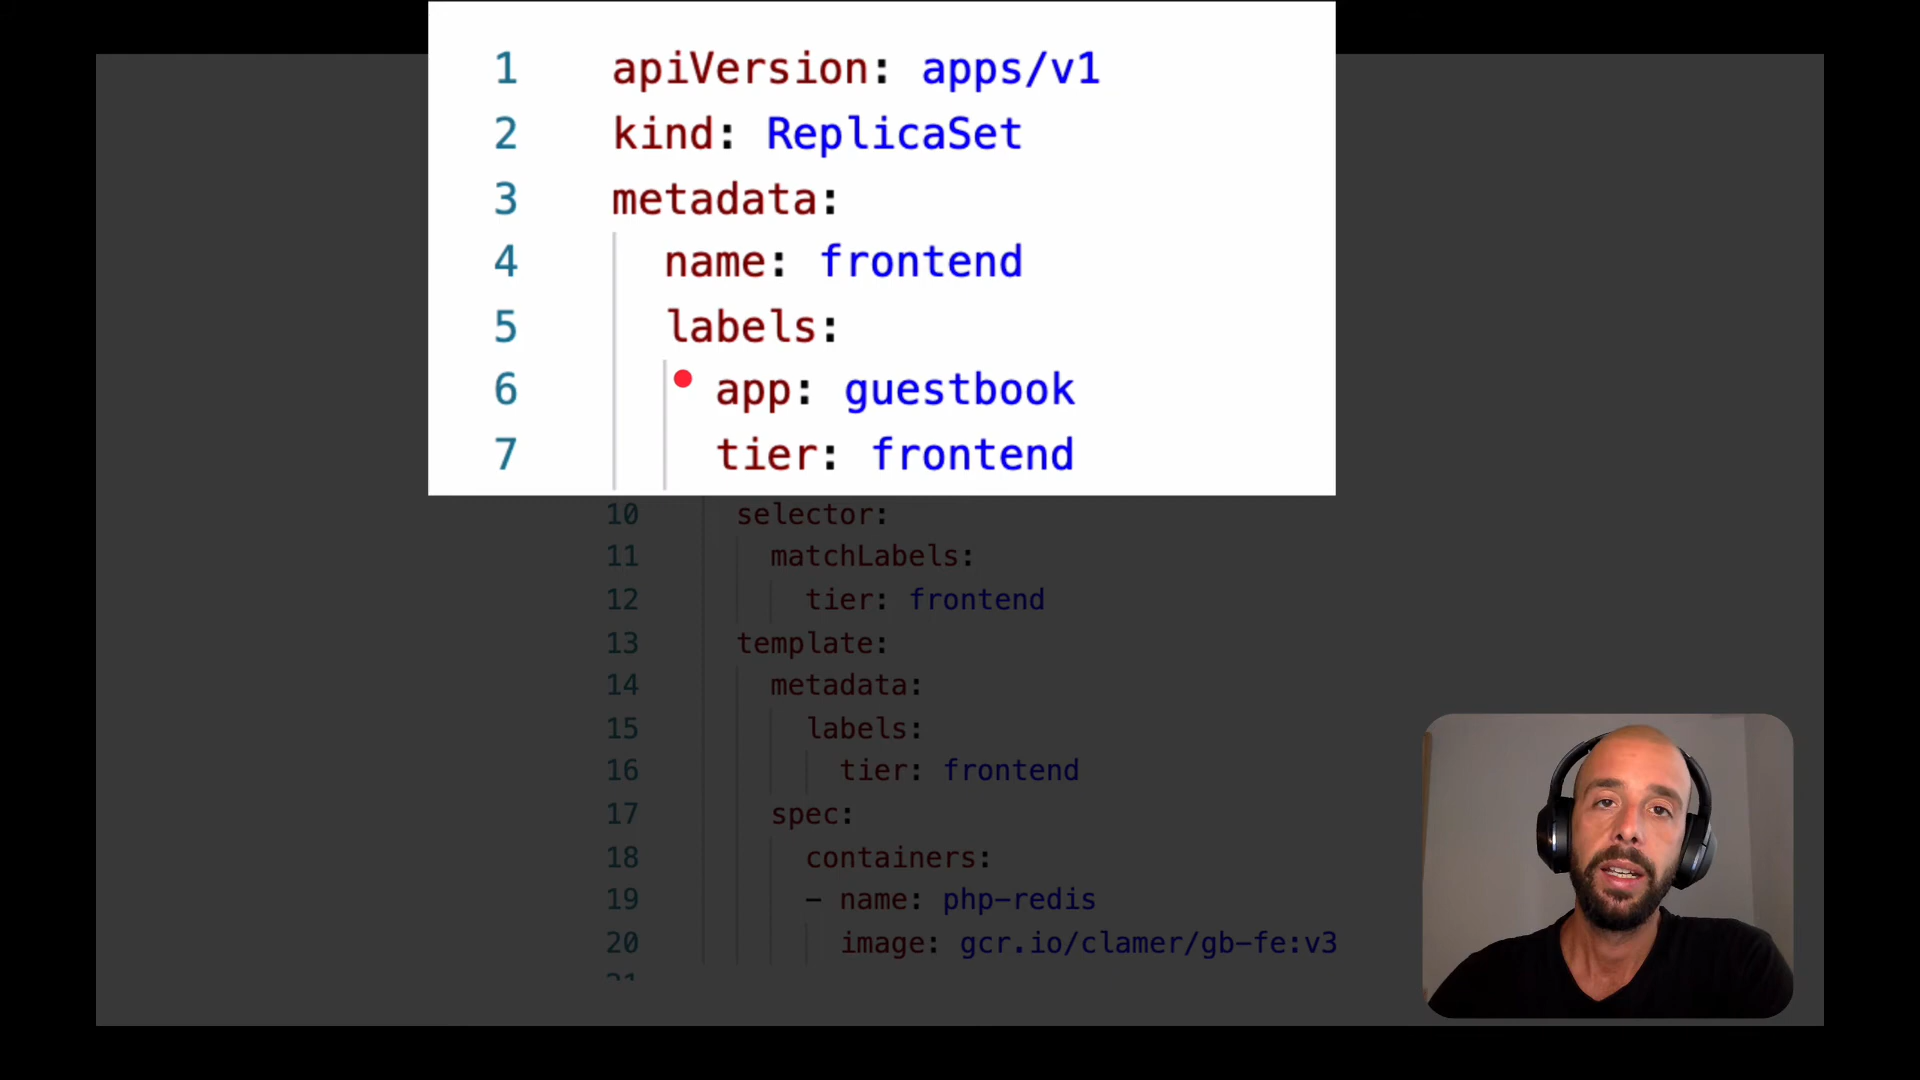 1 apiVersion: apps/v1
2 kind: ReplicaSet
3 metadata:
4 name: frontend
5 labels:
6 app: guestbook
7 tier: frontend
10 selector:
11 matchLabels:
12 tier: frontend
13 template:
14 metadata:
15 labels:
16 tier: frontend
17 spec:
18 containers:
19 - name: php-redis
20 image: gcr.io/clamer/gb-fe:v3